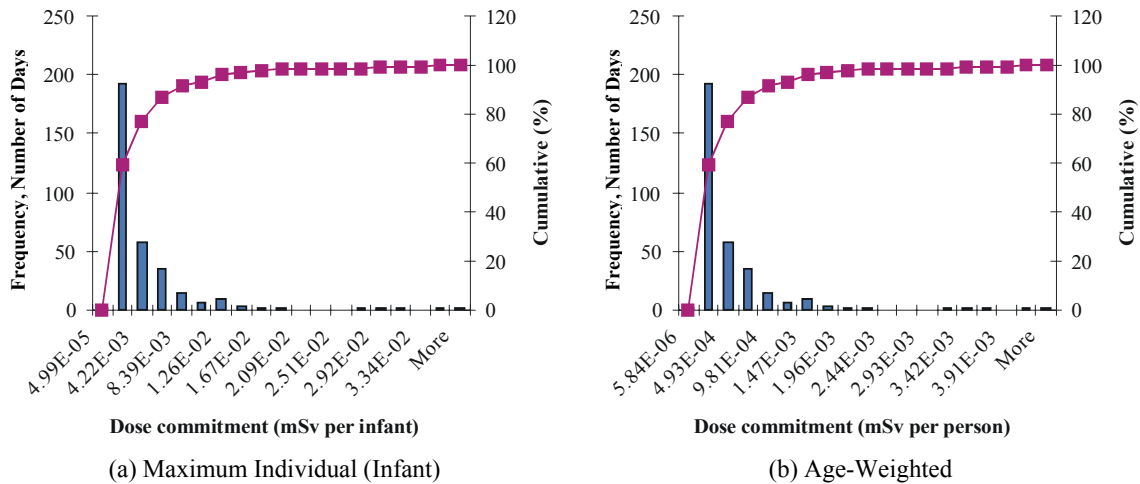 250
200
150
100
50
0
Frequency, Number of Days
120
100
80
60
40
20
0
Cumulative (%)
4.99E-05
4.22E-03
8.39E-03
1.26E-02
1.67E-02
2.09E-02
2.51E-02
2.92E-02
3.34E-02
More
Dose commitment (mSv per infant)
(a) Maximum Individual (Infant)
250
200
150
100
50
0
Frequency, Number of Days
120
100
80
60
40
20
0
Cumulative (%)
5.84E-06
4.93E-04
9.81E-04
1.47E-03
1.96E-03
2.44E-03
2.93E-03
3.42E-03
3.91E-03
More
Dose commitment (mSv per person)
(b) Age-Weighted